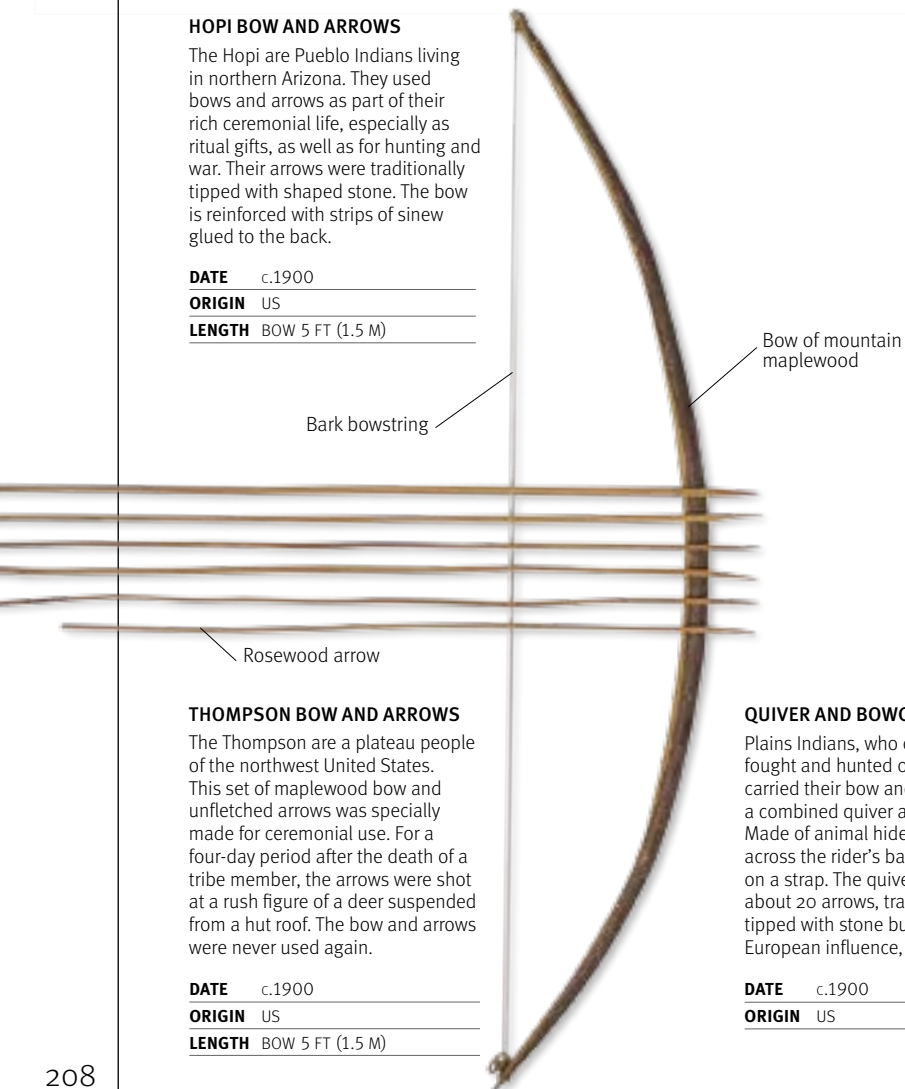 HOPI BOW AND ARROWS
The Hopi are Pueblo Indians living
in northern Arizona. They used
bows and arrows as part of their
rich ceremonial life, especially as
ritual gifts, as well as for hunting and
war. Their arrows were traditionally
tipped with shaped stone. The bow
is reinforced with strips of sinew
glued to the back.
DATE c.1900
ORIGIN US
LENGTH BOW 5 FT (1.5 M)
Bow of mountain
maplewood
Bark bowstring
Rosewood arrow
THOMPSON BOW AND ARROWS
The Thompson are a plateau people
of the northwest United States.
This set of maplewood bow and
unfletched arrows was specially
made for ceremonial use. For a
four-day period after the death of a
tribe member, the arrows were shot
at a rush figure of a deer suspended
from a hut roof. The bow and arrows
were never used again.
DATE c.1900
ORIGIN US
LENGTH BOW 5 FT (1.5 M)
QUIVER AND
Plains Indians, who
fought and hunted
carried their bow
a combined quiver
Made of animal hide
across the rider's
on a strap. The
about 20 arrows,
tipped with stone
European influence,
DATE c.1900
ORIGIN US
208